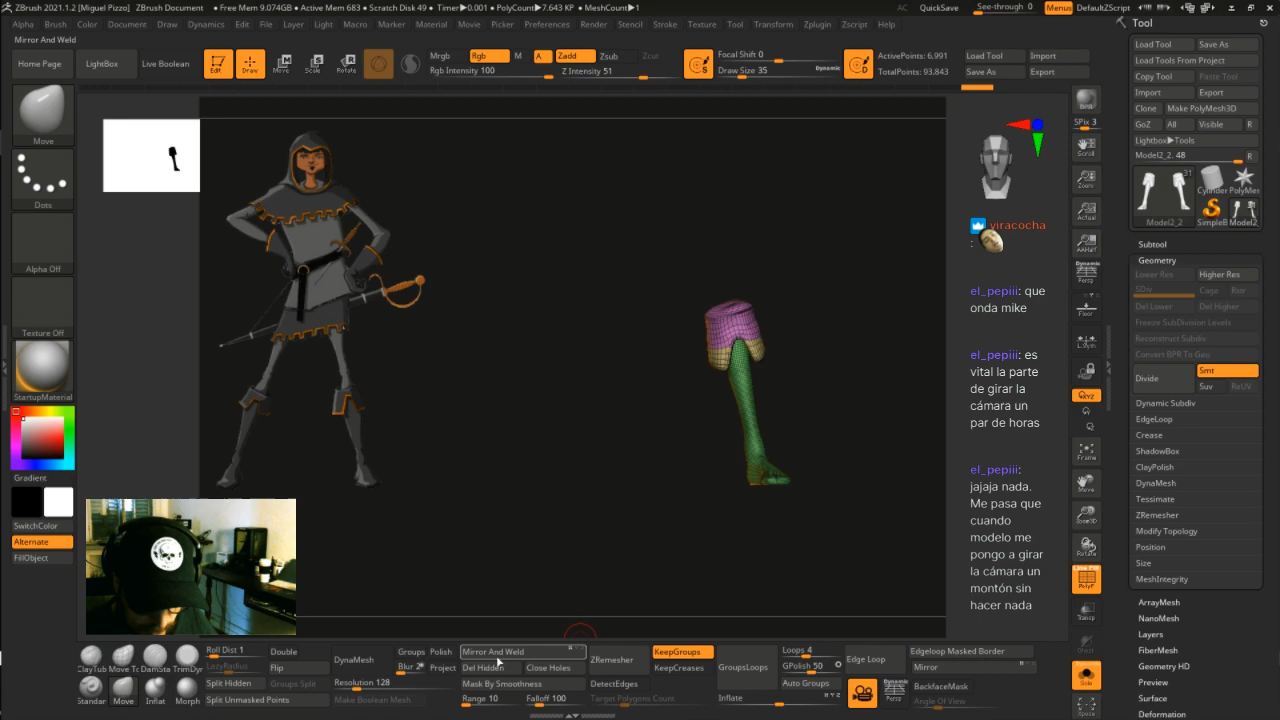 ZBrush 2021.1.2 [Miguel Pizzo] ZBrush Document • Free Mem 9.074GB • Active Mem 683 • Scratch Disk 49 • Timer▶0.001 • PolyCount▶7.643 KP • MeshCount▶1
AC QuickSave See-through 0 Menus DefaultZScript
Alpha Brush Color Document Draw Dynamics Edit File Layer Light Macro Marker Material Movie Picker Preferences Render Stencil Stroke Texture Tool Transform Zplugin Zscript Help
Mirror And Weld
Home Page LightBox Live Boolean Edit Draw Move Scale Rotate
Mrgb Rgb M A Zadd Zsub Zcut
Rgb Intensity 100 Z Intensity 51
Focal Shift 0
Draw Size 35 Dynamic
ActivePoints: 6,991
TotalPoints: 93,843
Load Tool Import
Save As Export
Move
Dots
Alpha Off
Texture Off
StartupMaterial
Gradient
SwitchColor
Alternate
FillObject
viracocha
:
el_pepiii: que
onda mike
el_pepiii: es
vital la parte
de girar la
cámara un
par de horas
el_pepiii:
jajaja nada.
Me pasa que
cuando
modelo me
pongo a girar
la cámara un
montón sin
hacer nada
BPR
SPix 3
Scroll
Zoom
Actual
AAHalf
Dynamic
Persp
Floor
L.Sym
XYZ
Frame
Move
Zoom3D
Rotate
Line Fill
PolyF
Transp
Ghost
Dynamic
Solo
Xpose
Tool
Load Tool Save As
Load Tools From Project
Copy Tool Paste Tool
Import Export
Clone Make PolyMesh3D
GoZ All Visible R
Lightbox▶Tools
Model2_2. 48 R
31
Cylinder PolyMe
Model2_2 SimpleB Model2_
Subtool
Geometry
Lower Res Higher Res
SDiv Cage Rstr
Del Lower Del Higher
Freeze SubDivision Levels
Reconstruct Subdiv
Convert BPR To Geo
Divide Smt
Suv ReUV
Dynamic Subdiv
EdgeLoop
Crease
ShadowBox
ClayPolish
DynaMesh
Tessimate
ZRemesher
Modify Topology
Position
Size
MeshIntegrity
ArrayMesh
NanoMesh
Layers
FiberMesh
Geometry HD
Preview
Surface
Deformation
ClayTub Move To DamSta TrimDyn
Standar Move Inflat Morph
Roll Dist 1 Double
LazyRadius Flip
Split Hidden Groups Split
Split Unmasked Points
DynaMesh
Groups Polish
Blur 2 Project
Resolution 128
Make Boolean Mesh
Mirror And Weld
Del Hidden Close Holes
Mask By Smoothness
Range 10 Falloff 100
ZRemesher
DetectEdges
KeepGroups
KeepCreases
Target Polygons Count
GroupsLoops
Inflate
Loops 4
GPolish 50
Auto Groups
Edge Loop
Dynamic
Persp
Edgeloop Masked Border
Mirror
BackfaceMask
Angle Of View